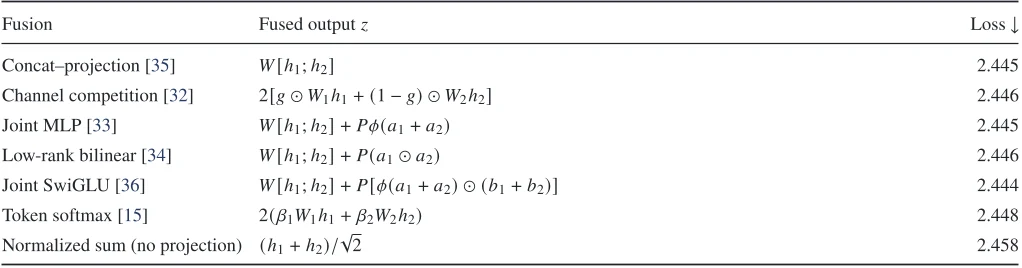 Fusion Fused output z Loss ↓
Concat–projection [35] W[h₁; h₂] 2.445
Channel competition [32] 2[g ⊙ W₁h₁ + (1 − g) ⊙ W₂h₂] 2.446
Joint MLP [33] W[h₁; h₂] + Pϕ(a₁ + a₂) 2.445
Low-rank bilinear [34] W[h₁; h₂] + P(a₁ ⊙ a₂) 2.446
Joint SwiGLU [36] W[h₁; h₂] + P[ϕ(a₁ + a₂) ⊙ (b₁ + b₂)] 2.444
Token softmax [15] 2(β₁W₁h₁ + β₂W₂h₂) 2.448
Normalized sum (no projection) (h₁ + h₂)/√2 2.458